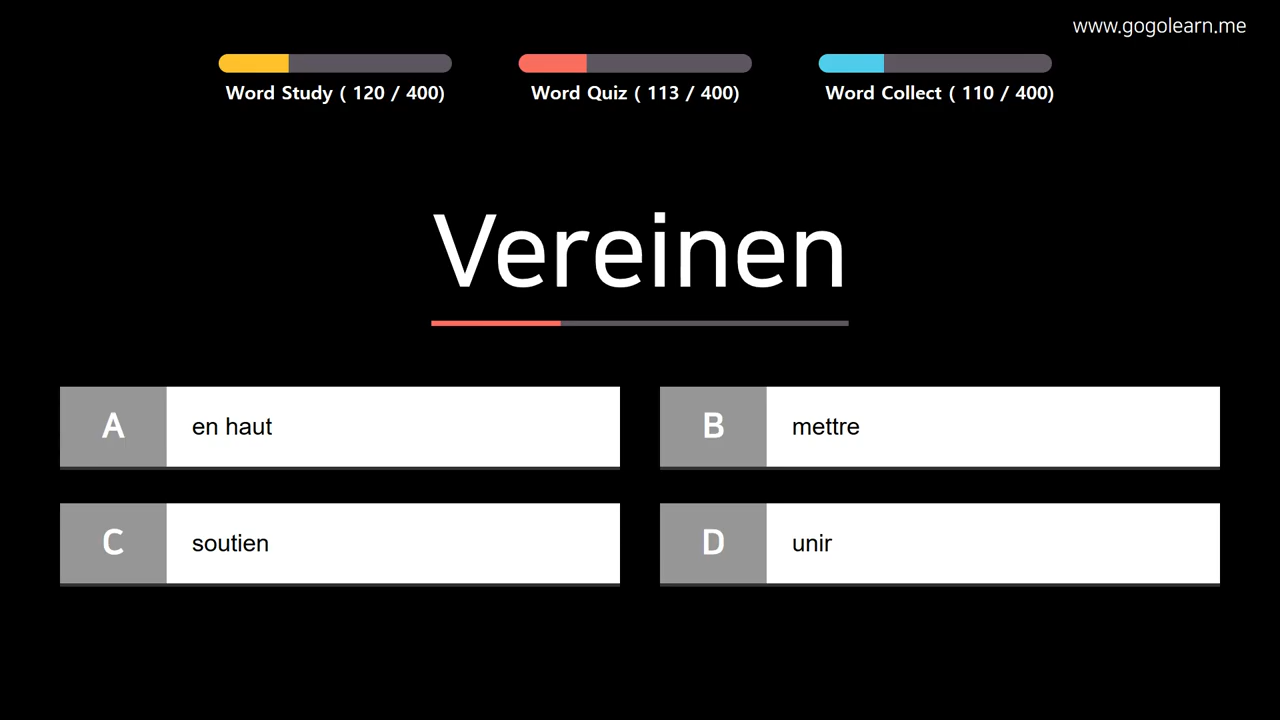 www.gogolearn.me
Word Study ( 120 / 400)
Word Quiz ( 113 / 400)
Word Collect ( 110 / 400)
Vereinen
A en haut
B mettre
C soutien
D unir